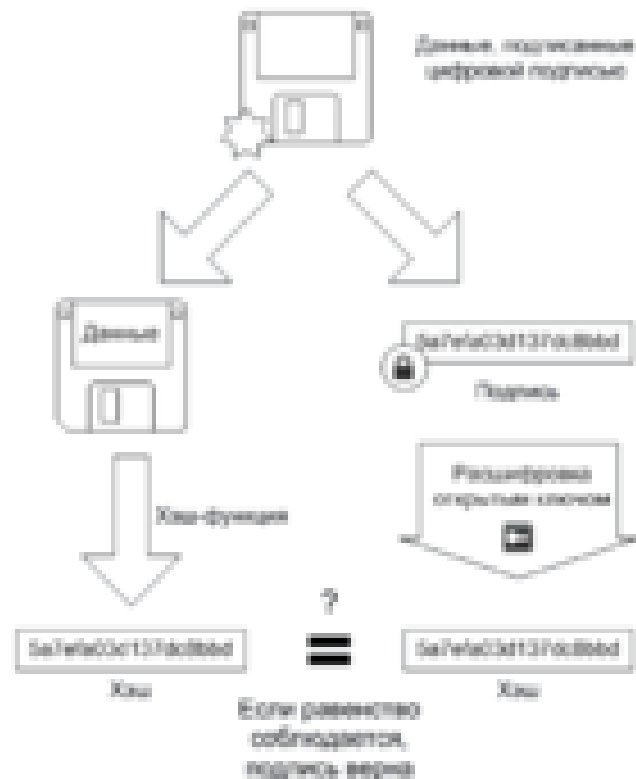 Данные, подписанные
цифровой подписью
Данные
Подпись
Хэш-функция
Расшифровка
открытым ключом
?
=
Хэш
Хэш
Если равенство
соблюдается,
подпись верна